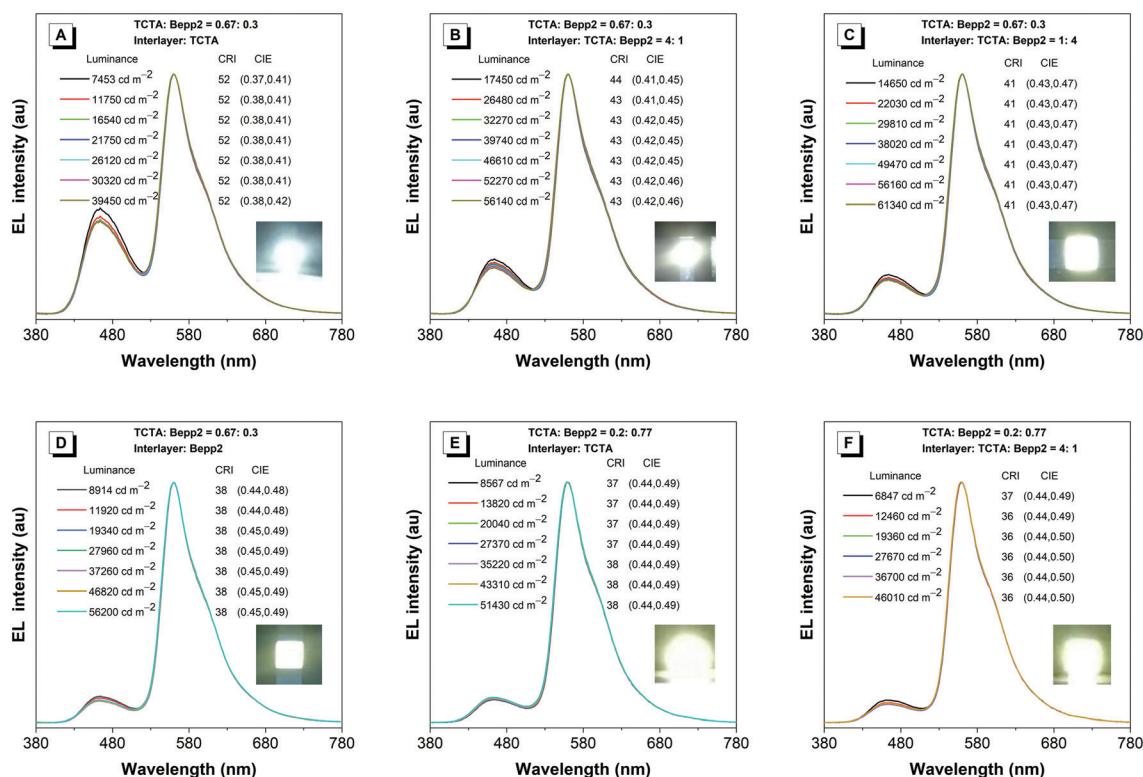 A
TCTA: Bepp2 = 0.67: 0.3
Interlayer: TCTA
Luminance CRI CIE
7453 cd m−2 52 (0.37,0.41)
11750 cd m−2 52 (0.38,0.41)
16540 cd m−2 52 (0.38,0.41)
21750 cd m−2 52 (0.38,0.41)
26120 cd m−2 52 (0.38,0.41)
30320 cd m−2 52 (0.38,0.41)
39450 cd m−2 52 (0.38,0.42)
EL intensity (au)
380 480 580 680 780
Wavelength (nm)
B
TCTA: Bepp2 = 0.67: 0.3
Interlayer: TCTA: Bepp2 = 4: 1
Luminance CRI CIE
17450 cd m−2 44 (0.41,0.45)
26480 cd m−2 43 (0.41,0.45)
32270 cd m−2 43 (0.42,0.45)
39740 cd m−2 43 (0.42,0.45)
46610 cd m−2 43 (0.42,0.45)
52270 cd m−2 43 (0.42,0.46)
56140 cd m−2 43 (0.42,0.46)
EL intensity (au)
380 480 580 680 780
Wavelength (nm)
C
TCTA: Bepp2 = 0.67: 0.3
Interlayer: TCTA: Bepp2 = 1: 4
Luminance CRI CIE
14650 cd m−2 41 (0.43,0.47)
22030 cd m−2 41 (0.43,0.47)
29810 cd m−2 41 (0.43,0.47)
38020 cd m−2 41 (0.43,0.47)
49470 cd m−2 41 (0.43,0.47)
56160 cd m−2 41 (0.43,0.47)
61340 cd m−2 41 (0.43,0.47)
EL intensity (au)
380 480 580 680 780
Wavelength (nm)
D
TCTA: Bepp2 = 0.67: 0.3
Interlayer: Bepp2
Luminance CRI CIE
8914 cd m−2 38 (0.44,0.48)
11920 cd m−2 38 (0.44,0.48)
19340 cd m−2 38 (0.45,0.49)
27960 cd m−2 38 (0.45,0.49)
37260 cd m−2 38 (0.45,0.49)
46820 cd m−2 38 (0.45,0.49)
56200 cd m−2 38 (0.45,0.49)
EL intensity (au)
380 480 580 680 780
Wavelength (nm)
E
TCTA: Bepp2 = 0.2: 0.77
Interlayer: TCTA
Luminance CRI CIE
8567 cd m−2 37 (0.44,0.49)
13820 cd m−2 37 (0.44,0.49)
20040 cd m−2 37 (0.44,0.49)
27370 cd m−2 37 (0.44,0.49)
35220 cd m−2 38 (0.44,0.49)
43310 cd m−2 38 (0.44,0.49)
51430 cd m−2 38 (0.44,0.49)
EL intensity (au)
380 480 580 680 780
Wavelength (nm)
F
TCTA: Bepp2 = 0.2: 0.77
Interlayer: TCTA: Bepp2 = 4: 1
Luminance CRI CIE
6847 cd m−2 37 (0.44,0.49)
12460 cd m−2 36 (0.44,0.49)
19360 cd m−2 36 (0.44,0.50)
27670 cd m−2 36 (0.44,0.50)
36700 cd m−2 36 (0.44,0.50)
46010 cd m−2 36 (0.44,0.50)
EL intensity (au)
380 480 580 680 780
Wavelength (nm)